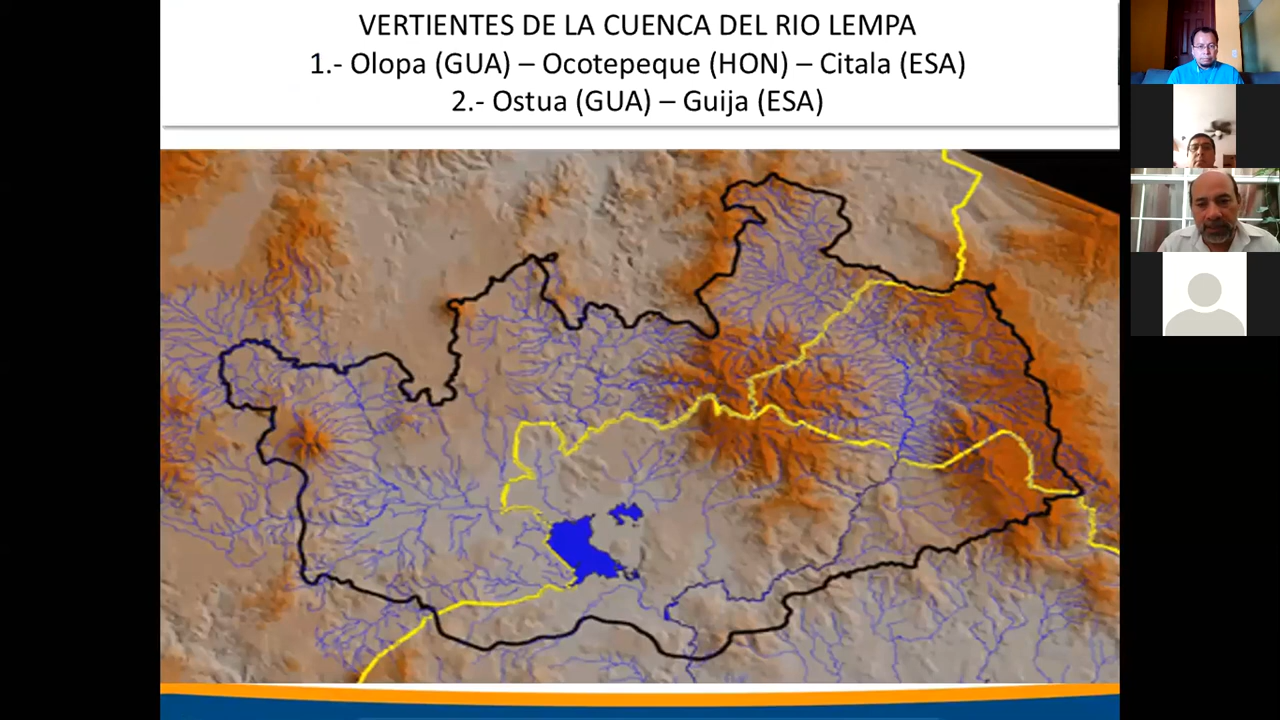 VERTIENTES DE LA CUENCA DEL RIO LEMPA
1.- Olopa (GUA) – Ocotepeque (HON) – Citala (ESA)
2.- Ostua (GUA) – Guija (ESA)